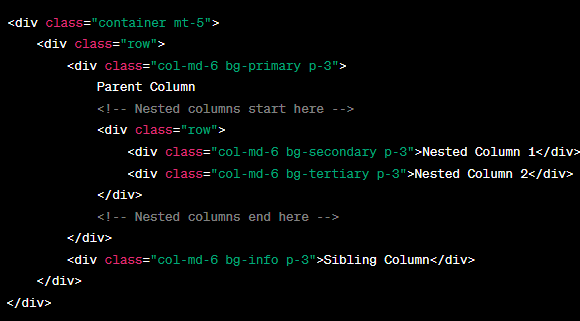 <div class="container mt-5">
    <div class="row">
        <div class="col-md-6 bg-primary p-3">
            Parent Column
            <!-- Nested columns start here -->
            <div class="row">
                <div class="col-md-6 bg-secondary p-3">Nested Column 1</div>
                <div class="col-md-6 bg-tertiary p-3">Nested Column 2</div>
            </div>
            <!-- Nested columns end here -->
        </div>
        <div class="col-md-6 bg-info p-3">Sibling Column</div>
    </div>
</div>